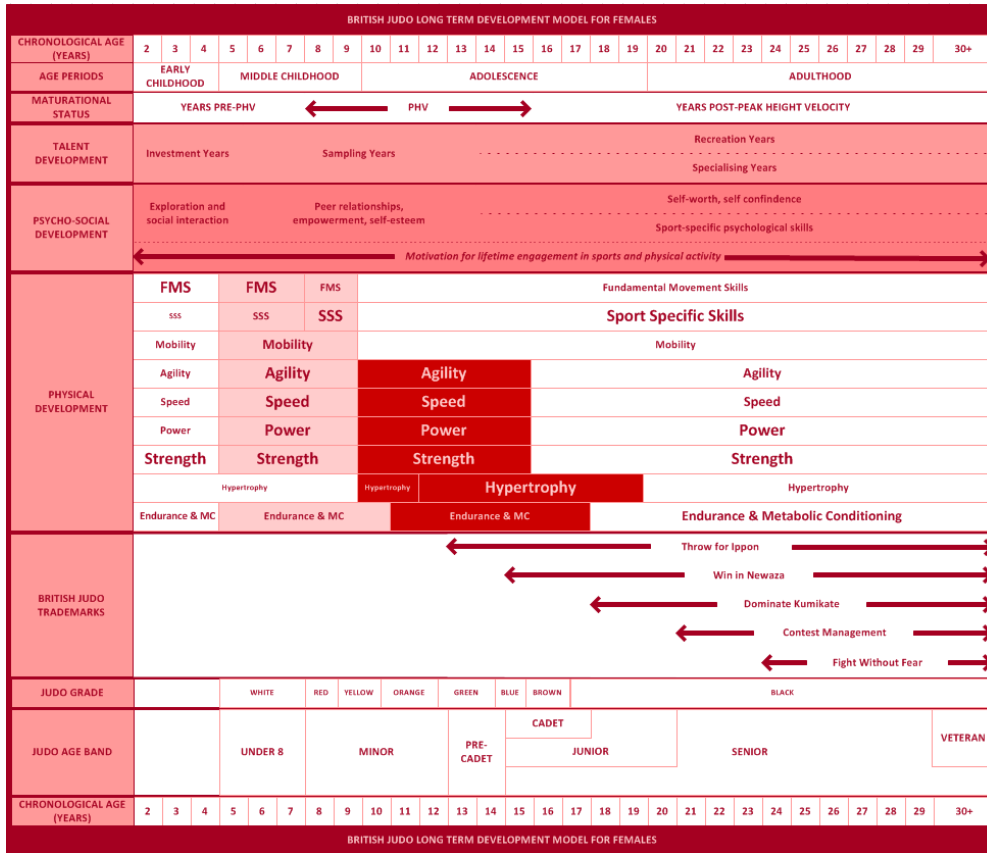 BRITISH JUDO LONG TERM DEVELOPMENT MODEL FOR FEMALES
CHRONOLOGICAL AGE (YEARS) 2 3 4 5 6 7 8 9 10 11 12 13 14 15 16 17 18 19 20 21 22 23 24 25 26 27 28 29 30+
AGE PERIODS
EARLY CHILDHOOD
MIDDLE CHILDHOOD
ADOLESCENCE
ADULTHOOD
MATURATIONAL STATUS
YEARS PRE-PHV
PHV
YEARS POST-PEAK HEIGHT VELOCITY
TALENT DEVELOPMENT
Investment Years
Sampling Years
Recreation Years
Specialising Years
PSYCHO-SOCIAL DEVELOPMENT
Exploration and social interaction
Peer relationships, empowerment, self-esteem
Self-worth, self confindence
Sport-specific psychological skills
Motivation for lifetime engagement in sports and physical activity
PHYSICAL DEVELOPMENT
FMS FMS FMS Fundamental Movement Skills
SSS SSS SSS Sport Specific Skills
Mobility Mobility Mobility
Agility Agility Agility Agility
Speed Speed Speed Speed
Power Power Power Power
Strength Strength Strength Strength
Hypertrophy Hypertrophy Hypertrophy Hypertrophy
Endurance & MC Endurance & MC Endurance & MC Endurance & Metabolic Conditioning
BRITISH JUDO TRADEMARKS
Throw for Ippon
Win in Newaza
Dominate Kumikate
Contest Management
Fight Without Fear
JUDO GRADE WHITE RED YELLOW ORANGE GREEN BLUE BROWN BLACK
JUDO AGE BAND
UNDER 8
MINOR
PRE-CADET
CADET
JUNIOR
SENIOR
VETERAN
CHRONOLOGICAL AGE (YEARS) 2 3 4 5 6 7 8 9 10 11 12 13 14 15 16 17 18 19 20 21 22 23 24 25 26 27 28 29 30+
BRITISH JUDO LONG TERM DEVELOPMENT MODEL FOR FEMALES